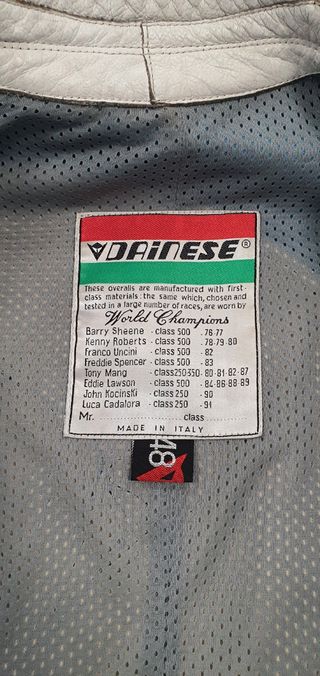 DAINESE®
These overalls are manufactured with first-
class materials: the same which, chosen and
tested in a large number of races, are worn by
World Champions
Barry Sheene - class 500 - 76-77
Kenny Roberts - class 500 - 78-79-80
Franco Uncini - class 500 - 82
Freddie Spencer - class 500 - 83
Tony Mang - class250-350- 80-81-82-87
Eddie Lawson - class 500 - 84-86-88-89
John Kocinski - class 250 - 90
Luca Cadalora - class 250 - 91
Mr. class
MADE IN ITALY
48